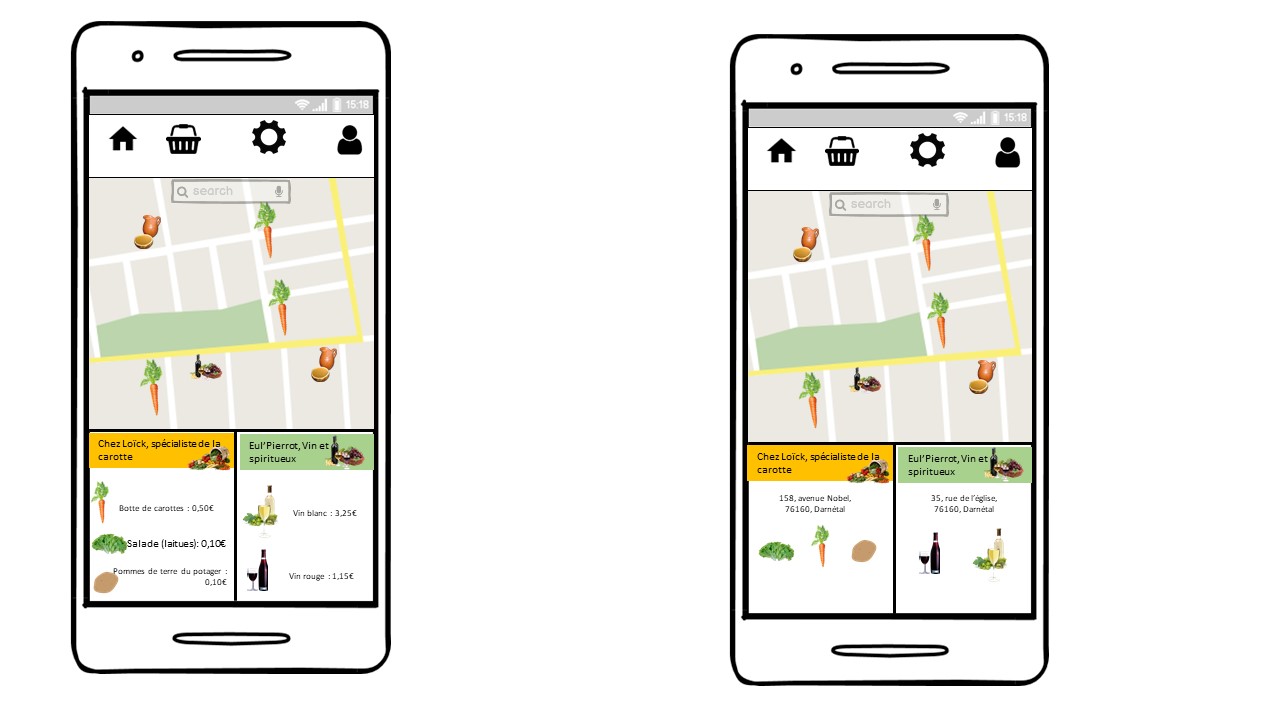 15:18
search
Chez Loïck, spécialiste de la
carotte
Eul’Pierrot, Vin et
spiritueux
Botte de carottes : 0,50€
Salade (laitues): 0,10€
Pommes de terre du potager :
0,10€
Vin blanc : 3,25€
Vin rouge : 1,15€
15:18
search
Chez Loïck, spécialiste de la
carotte
Eul’Pierrot, Vin et
spiritueux
158, avenue Nobel,
76160, Darnétal
35, rue de l’église,
76160, Darnétal